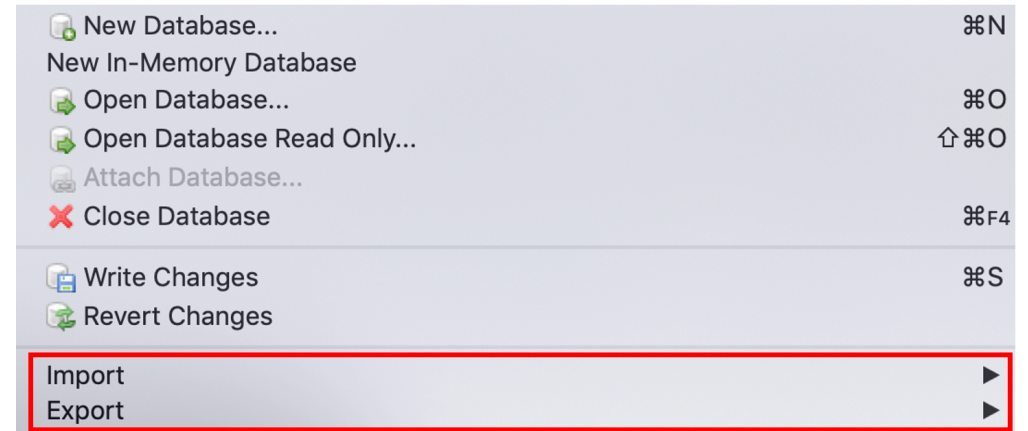 New Database... ⌘N
New In-Memory Database
Open Database... ⌘O
Open Database Read Only... ⇧⌘O
Attach Database...
Close Database ⌘F4
Write Changes ⌘S
Revert Changes
Import ▶
Export ▶